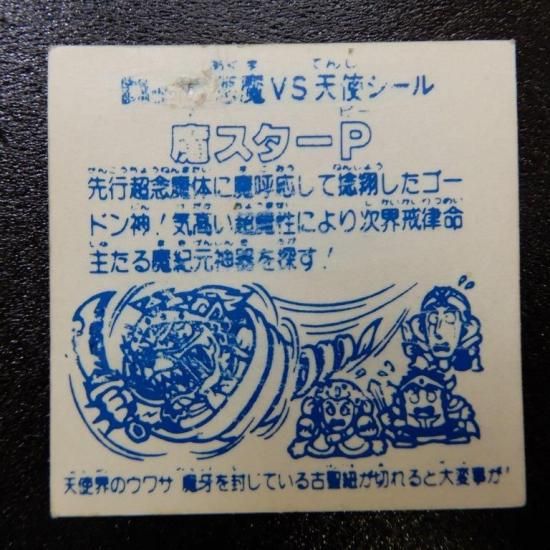 悪魔VS天使シール
魔スターP
先行超念魔体に魔呼応して捻翔したゴー
ドン神！気高い超魔性により次界戒律命
主たる魔紀元神器を探す！
天使界のウワサ 魔牙を封じている古聖紐が切れると大変事が！